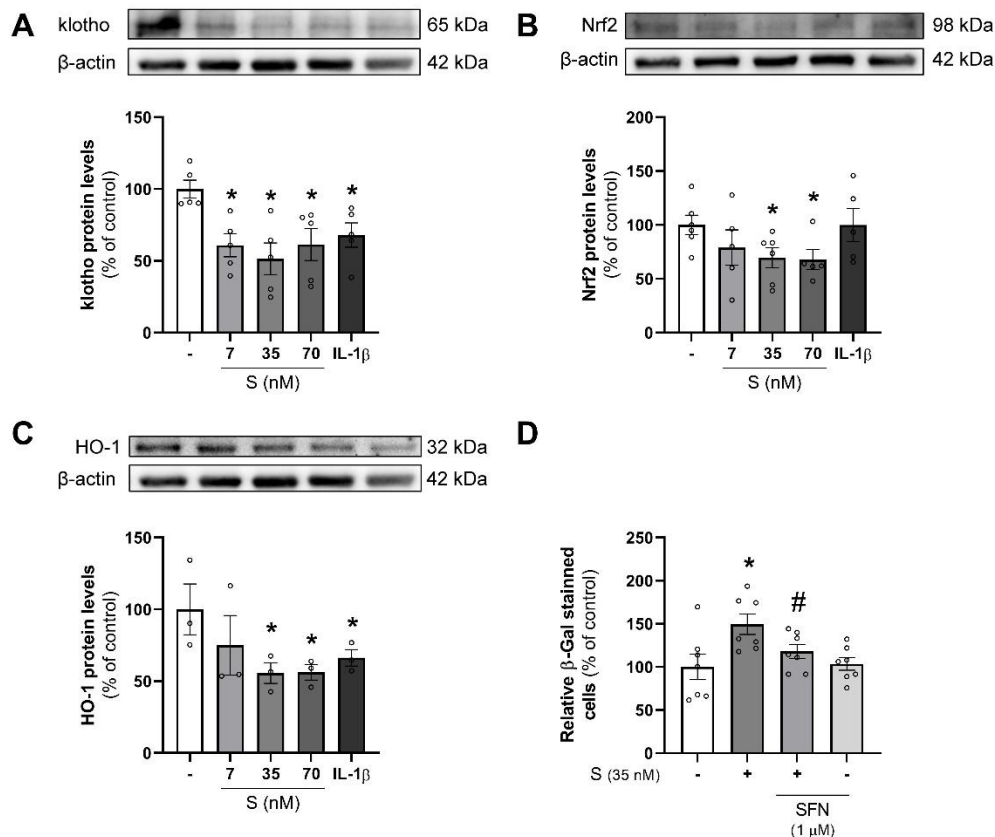 A
klotho 65 kDa
β-actin 42 kDa
klotho protein levels
(% of control)
150
100
50
0
* * * *
- 7 35 70 IL-1β
S (nM)
B
Nrf2 98 kDa
β-actin 42 kDa
Nrf2 protein levels
(% of control)
200
150
100
50
0
* *
- 7 35 70 IL-1β
S (nM)
C
HO-1 32 kDa
β-actin 42 kDa
HO-1 protein levels
(% of control)
150
100
50
0
* * *
- 7 35 70 IL-1β
S (nM)
D
Relative β-Gal stainned
cells (% of control)
250
200
150
100
50
0
* #
S (35 nM) - + + -
SFN
(1 μM)